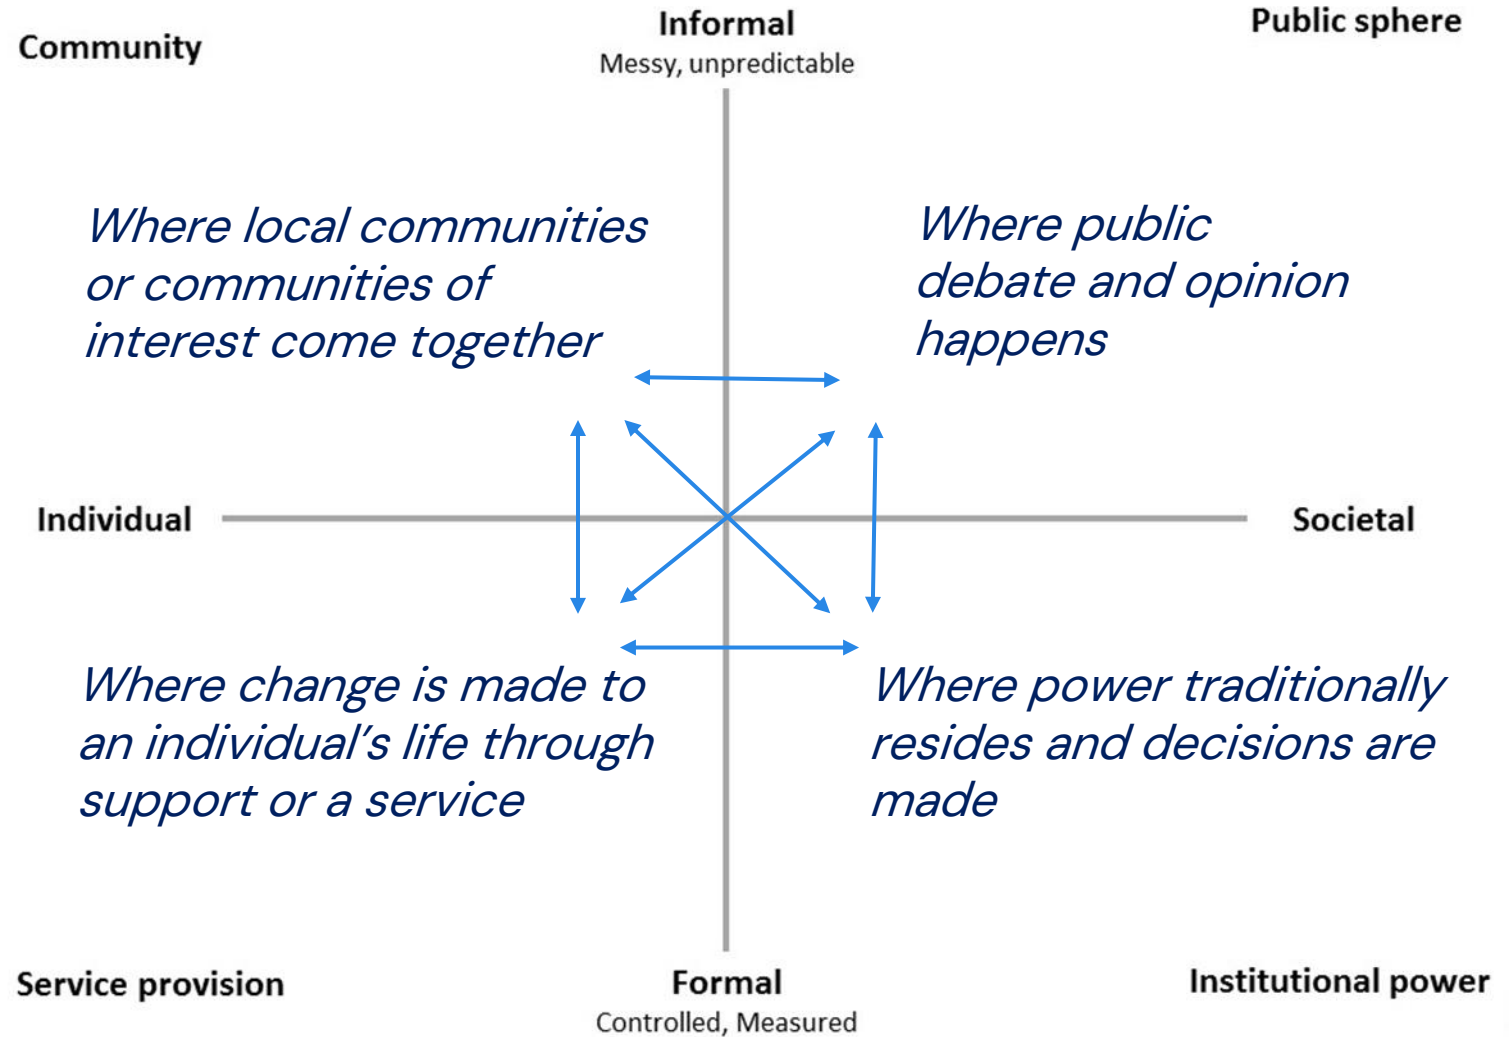 Community
Informal
Messy, unpredictable
Public sphere
Where local communities
or communities of
interest come together
Where public
debate and opinion
happens
Individual
Societal
Where change is made to
an individual's life through
support or a service
Where power traditionally
resides and decisions are
made
Service provision
Formal
Controlled, Measured
Institutional power